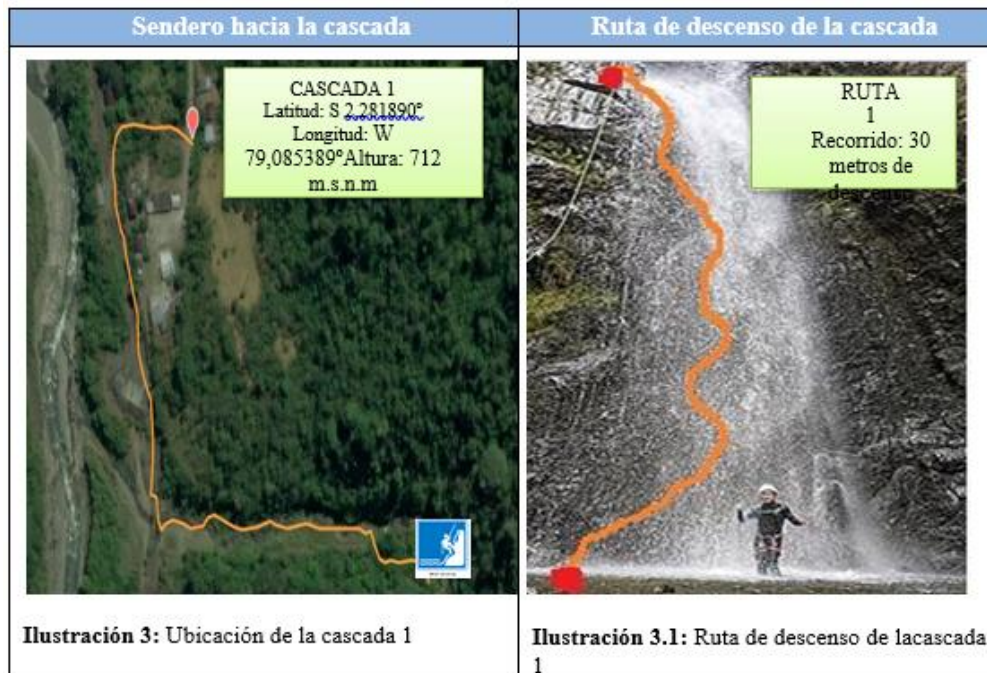 Sendero hacia la cascada
CASCADA 1
Latitud: S 2.281890°
Longitud: W
79,085389°Altura: 712
m.s.n.m
Ilustración 3: Ubicación de la cascada 1
Ruta de descenso de la cascada
RUTA
1
Recorrido: 30
metros de
descenso
Ilustración 3.1: Ruta de descenso de lacascada
1